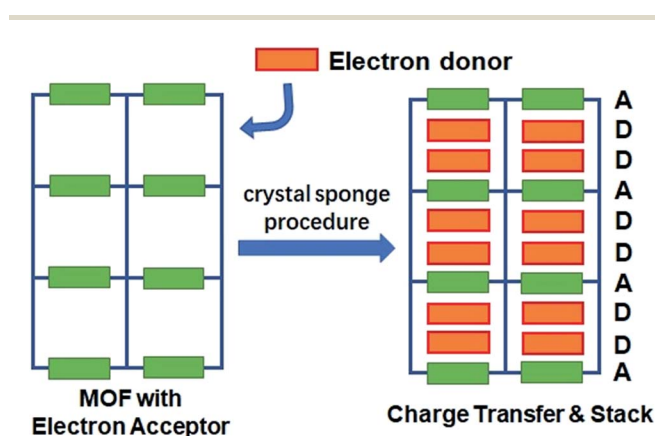 Electron donor
crystal sponge
procedure
A
D
D
A
D
D
A
D
D
A
MOF with
Electron Acceptor
Charge Transfer & Stack